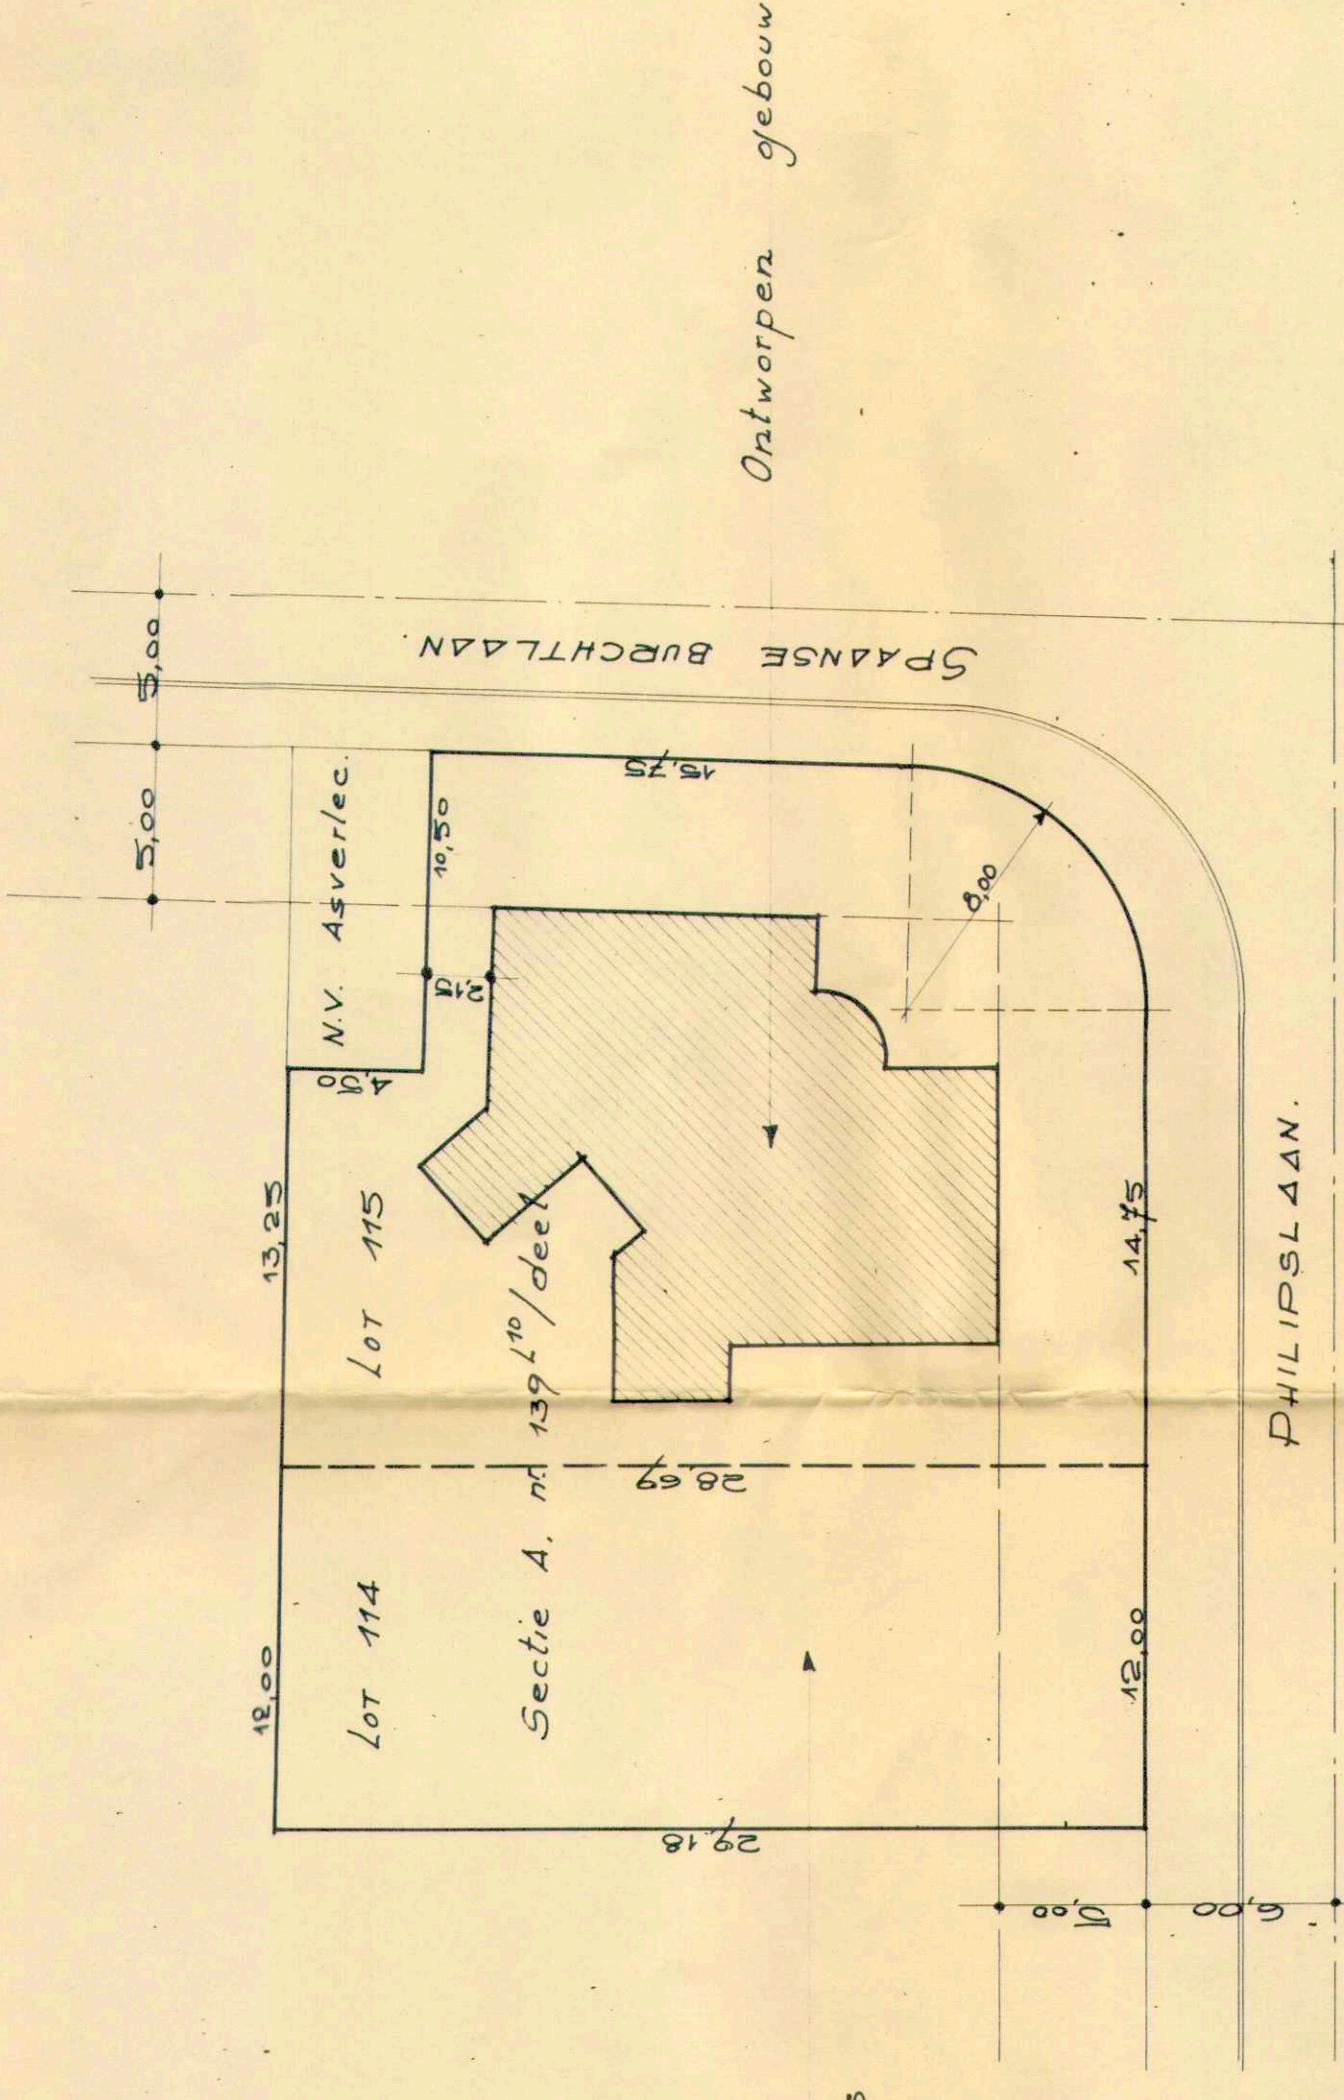 Ontworpen gebouw
5,00
5,00
SPAANSE BURCHTLAAN.
N.V. Asverlec.
10,50
15,75
8,00
2,15
4,50
13,25
LOT 115
14,75
PHILIPSLAAN.
Sectie A. nr. 139 L¹⁰/deel
28,69
LOT 114
12,00
12,00
29,18
5,00
6,00